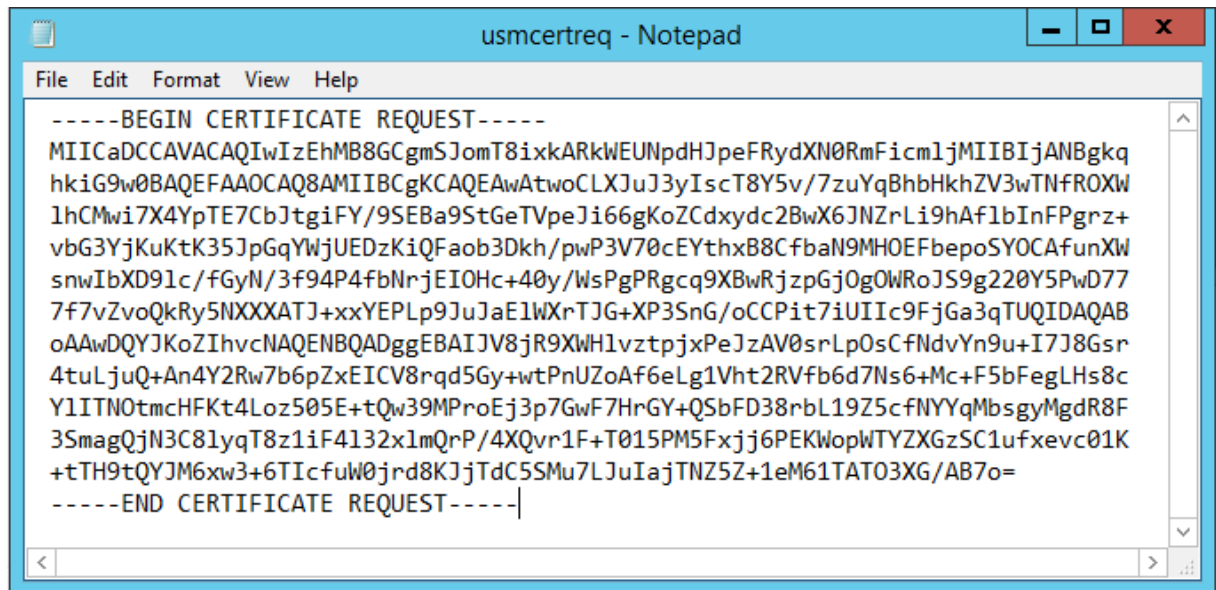 usmcertreq - Notepad
File Edit Format View Help
-----BEGIN CERTIFICATE REQUEST-----
MIICaDCCAVACAQIwIzEhMB8GCgmSJomT8ixkARkWEUNpdHJpeFRydXN0RmFicmljMIIBIjANBgkq
hkiG9w0BAQEFAAOCAQ8AMIIBCgKCAQEAwAtwoCLXJuJ3yIscT8Y5v/7zuYqBhbHkhZV3wTNfROXW
lhCMwi7X4YpTE7CbJtgiFY/9SEBa9StGeTVpeJi66gKoZCdxydc2BwX6JNZrLi9hAflbInFPgrz+
vbG3YjKuKtK35JpGqYWjUEDzKiQFaob3Dkh/pwP3V70cEYthxB8CfbaN9MHOEFbepoSYOCAfunXW
snwIbXD9lc/fGyN/3f94P4fbNrjEIOHc+40y/WsPgPRgcq9XBwRjzpGjOgOWRoJS9g220Y5PwD77
7f7vZvoQkRy5NXXXATJ+xxYEPLp9JuJaElWXrTJG+XP3SnG/oCCPit7iUIIc9FjGa3qTUQIDAQAB
oAAwDQYJKoZIhvcNAQENBQADggEBAIJV8jR9XWHlvztpjxPeJzAV0srLpOsCfNdvYn9u+I7J8Gsr
4tuLjuQ+An4Y2Rw7b6pZxEICV8rqd5Gy+wtPnUZoAf6eLg1Vht2RVfb6d7Ns6+Mc+F5bFegLHs8c
YlITNOtmcHFKt4Loz505E+tQw39MProEj3p7GwF7HrGY+QSbFD38rbL19Z5cfNYYqMbsgyMgdR8F
3SmagQjN3C8lyqT8z1iF4l32xlmQrP/4XQvr1F+T015PM5Fxjj6PEKWopWTYZXGzSC1ufxevc01K
+tTH9tQYJM6xw3+6TIcfuW0jrd8KJjTdC5SMu7LJuIajTNZ5Z+1eM61TATO3XG/AB7o=
-----END CERTIFICATE REQUEST-----